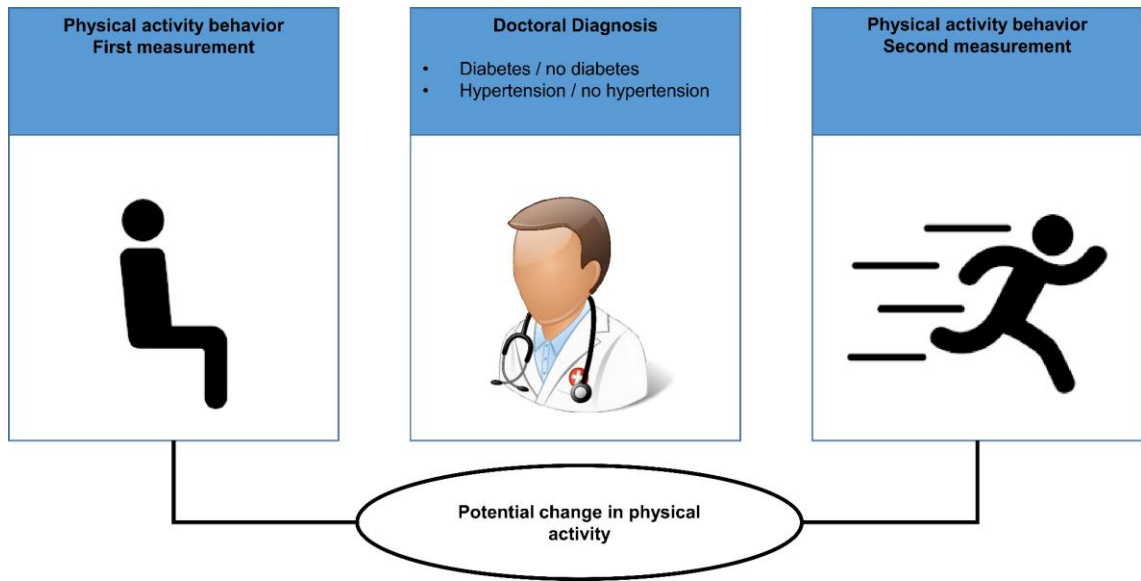 Physical activity behavior
First measurement
Doctoral Diagnosis
• Diabetes / no diabetes
• Hypertension / no hypertension
Physical activity behavior
Second measurement
Potential change in physical
activity